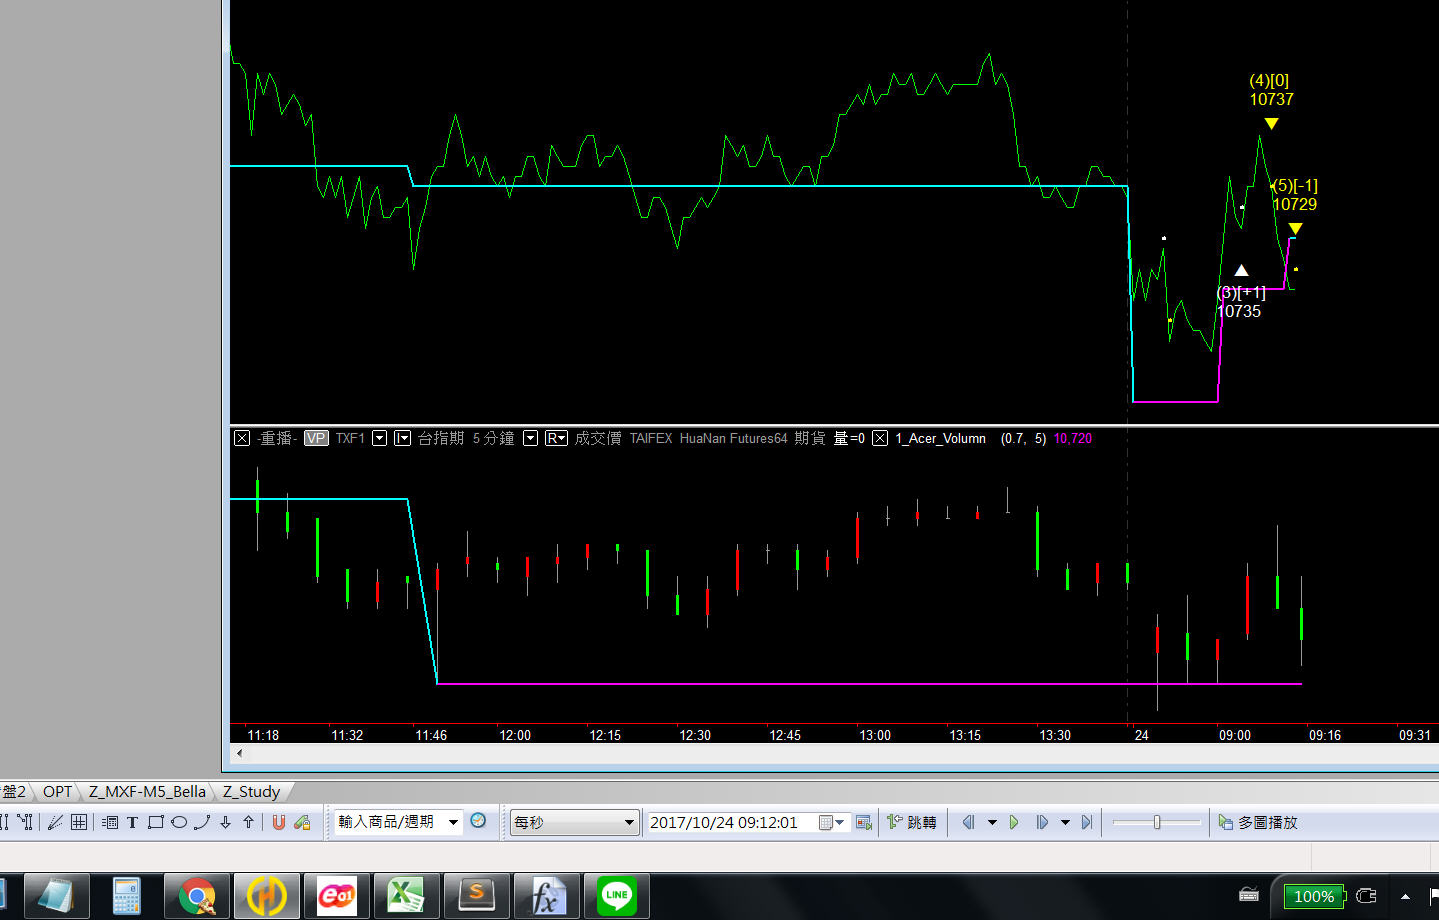 (4)[0]
10737
(5)[-1]
10729
(3)[+1]
10735
-重播- VP TXF1 I 台指期 5 分鐘 R 成交價 TAIFEX HuaNan Futures64 期貨 量=0 1_Acer_Volumn (0.7, 5) 10,720
11:18 11:32 11:46 12:00 12:15 12:30 12:45 13:00 13:15 13:30 24 09:00 09:16 09:31
盤2 OPT Z_MXF-M5_Bella Z_Study
T 輸入商品/週期 每秒 2017/10/24 09:12:01 跳轉 多圖播放
e01 S fx LINE 100%